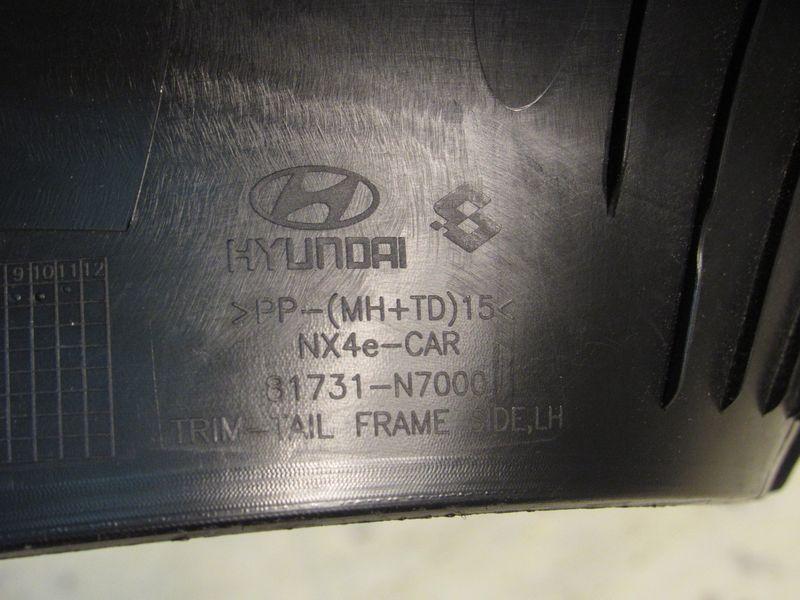 HYUNDAI
9 10 11 12
>PP-(MH+TD)15<
NX4e-CAR
81731-N7000
TRIM-TAIL FRAME SIDE,LH